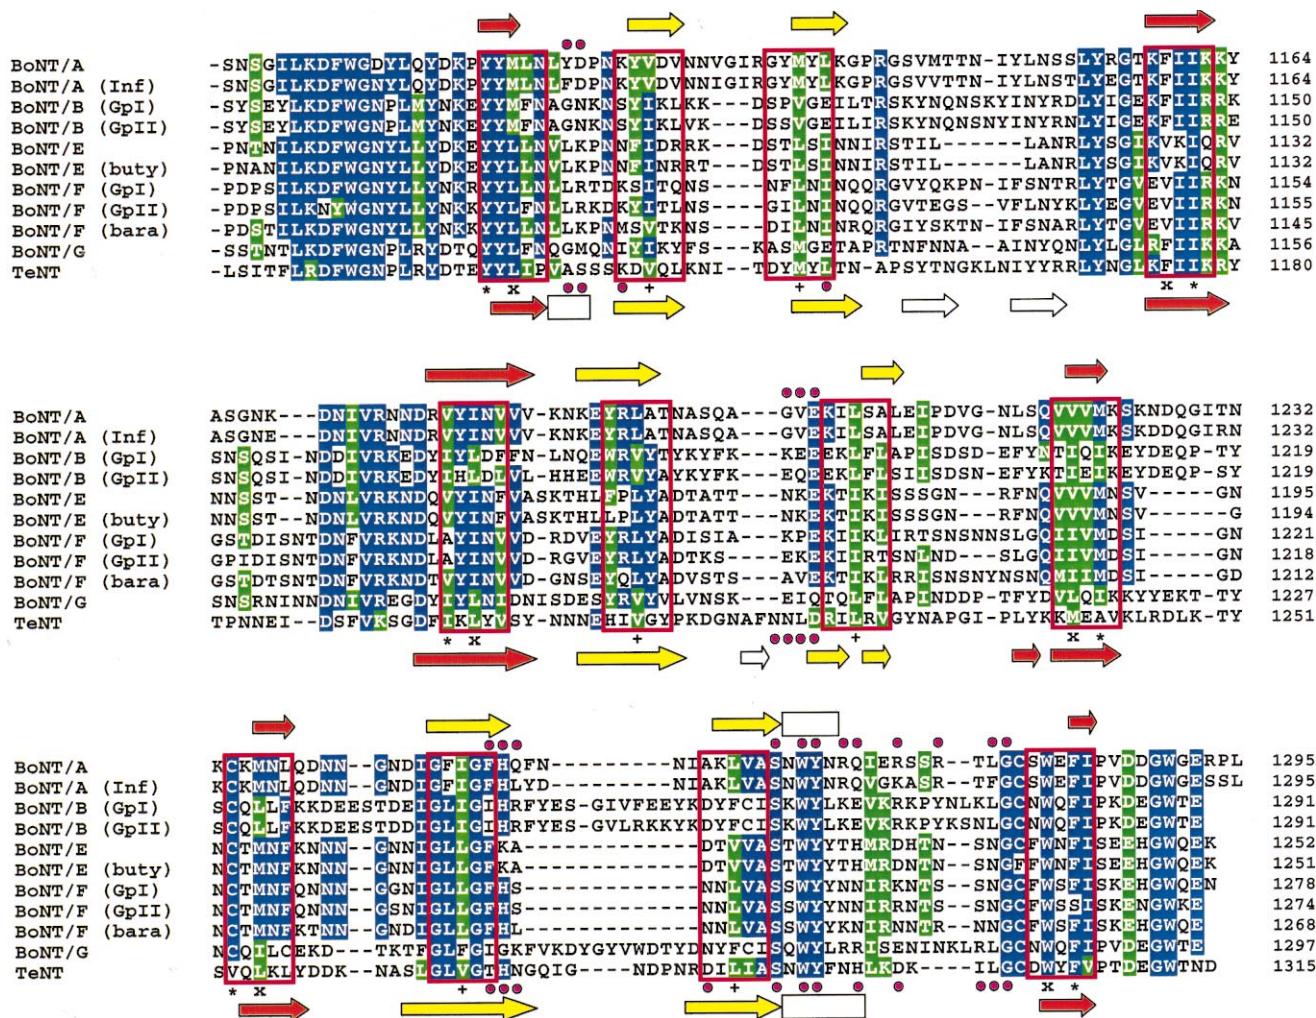 BoNT/A -SNSGILKDFWGDYLQYDKPYYMLNLYDPNKYVDVNNVGIRGYMYLKGPRGSVMTTN-IYLNSSLYRGTKFIIKKY 1164
BoNT/A (Inf) -SNSGILKDFWGNYLQYDKPYYMLNLFDPNKYVDVNNIGIRGYMYLKGPRGSVMTTN-IYLNSSLYMGTKFIIKKY 1164
BoNT/B (GpI) -SYSEYLKDFWGNPLMYNKEYYMFNAGNKNSYIKLKK--DSPVGEILTRSKYNQNSKYINYRDLYIGEKFIIRRK 1150
BoNT/B (GpII) -SYSEYLKDFWGNPLMYNKEYYMFNAGNKNSYIKLVK--DSSVGEILIRSKYNQNSNYINYRNLYIGEKFIIRRE 1150
BoNT/E -PNTNILKDFWGNYLLYDKEYYLLNVLKPNNFIDRRK--DSTLSINNIRSTIL------LANRLYSGIKVKIQRV 1132
BoNT/E (buty) -PNANILKDFWGNYLLYDKEYYLLNVLKPNNFINRRT--DSTLSINNIRSTIL------LANRLYSGIKVKIQRV 1132
BoNT/F (GpI) -PDPSILKDFWGNYLLYNKRYYLLNLLRTDKSITQNS---NFLNINQQRGVYQKPN-IFSNTRLYTGVEVIIRKN 1154
BoNT/F (GpII) -PDPSILKNYWGNYLLYNKKYYLFNLLRKDKYITLNS---GILNINQQRGVTEGS-VFLNYKLYEGVEVIIRKN 1155
BoNT/F (bara) -PDSTILKDFWGNYLLYNKKYYLLNLLKPNMSVTKNS---DILNINRQRGIYSKTN-IFSNARLYTGVEVIIRKV 1145
BoNT/G -SSTNTLKDFWGNPLRYDTQYYLFNQGMQNIYIKYFS-KASMGETAPRTNFNNA-AINYQNLYLGLRFIIKKA 1156
TeNT -LSITFLRDFWGNPLRYDTEYYLIPVASSSKDVQLKNI--TDYMYLTN-APSYTNGKLNIYYRRLYNGLKFIIKRY 1180
* x + + x *
BoNT/A ASGNK---DNIVRNNDRVYINVVV-KNKEYRLATNASQA---GVEKILSALEIPDVG-NLSQVVVMKSKNDQGITN 1232
BoNT/A (Inf) ASGNE---DNIVRNNDRVYINVVV-KNKEYRLATNASQA---GVEKILSALEIPDVG-NLSQVVVMKSKDDQGIRN 1232
BoNT/B (GpI) SNSQSI-NDDIVRKEDYIYLDFFN-LNQEWRVYTYKYFK---KEEEKLFLAPISDSD-EFYNTIQIKEYDEQP-TY 1219
BoNT/B (GpII) SNSQSI-NDDIVRKEDYIHLDLVL-HHEEWRVYAYKYFK---EQEEKLFLSIISDSN-EFYKTIEIKEYDEQPSY 1219
BoNT/E NNSST--NDNLVRKNDQVYINFVASKTHLFPLYADTATT---NKEKTIKISSSGN---RFNQVVVMNSV-----GN 1195
BoNT/E (buty) NNSST--NDNLVRKNDQVYINFVASKTHLLPLYADTATT---NKEKTIKISSSGN---RFNQVVVMNSV-----G 1194
BoNT/F (GpI) GSTDISNTDNFVRKNDLAYINVVD-RDVEYRLYADISIA---KPEKIIKLIRTSNSNNSLGQIIVMDSI-----GN 1221
BoNT/F (GpII) GPIDISNTDNFVRKNDLAYINVVD-RGVEYRLYADTKS----EKEKIIRTSNLND---SLGQIIVMDSI-----GN 1218
BoNT/F (bara) GSTDTSNTDNFVRKNDTVYINVVD-GNSEYQLYADVSTS---AVEKTIKLRRISNSNYNSNQMIIMDSI-----GD 1212
BoNT/G SNSRNINNDNIVREGDYIYLNIDNISDESYRVYVLVNSK---EIQTQLFLAPINDDP-TFYDVLQIKKYYEKT-TY 1227
TeNT TPNNEI--DSFVKSGDFIKLYVSY-NNNEHIVGYPKDGNAFNNLDRILRVGYNAPGI-PLYKKMEAVKLRDLK-TY 1251
* x + + x *
BoNT/A KCKMNLQDNN--GNDIGFIGFHQFN------------NIAKLVASNWYNRQIERSSR--TLGCSWEFIPVDDGWGERPL 1295
BoNT/A (Inf) KCKMNLQDNN--GNDIGFIGFHLYD------------NIAKLVASNWYNRQVGKASR--TFGCSWEFIPVDDGWGESSL 1295
BoNT/B (GpI) SCQLLFKKDEESTDEIGLIGIHRFYES-GIVFEEYKDYFCISKWYLKEVKRKPYNLKLGCNWQFIPKDEGWTE 1291
BoNT/B (GpII) SCQLLFKKDEESTDDIGLIGIHRFYES-GVLRKKYKDYFCISKWYLKEVKRKPYKSNLGCNWQFIPKDEGWTE 1291
BoNT/E NCTMNFKNNN--GNNIGLLGFKA--------------DTVVASTWYYTHMRDHTN---SNGCFWNFISEEHGWQEK 1252
BoNT/E (buty) NCTMNFKNNN--GNNIGLLGFKA--------------DTVVASTWYYTHMRDNTN---SNGFFWNFISEEHGWQEK 1251
BoNT/F (GpI) NCTMNFQNNN--GGNIGLLGFHS--------------NNLVASSWYYNNIRKNTS---SNGCFWSFISKEHGWQEN 1278
BoNT/F (GpII) NCTMNFQNNN--GSNIGLLGFHS--------------NNLVASSWYYNNIRRNTS---SNGCFWSSISKENGWKE 1274
BoNT/F (bara) NCTMNFKTNN--GNDIGLLGFHL--------------NNLVASSWYYKNIRNNTR---NNGCFWSFISKEHGWQE 1268
BoNT/G NCQILCEKD---TKTFGLFGIGKFVKDYGYVWDTYDNYFCISQWYLRRISENINKLRLGCNWQFIPVDEGWTE 1297
TeNT SVQLKLYDDK--NASLGLVGTHNGQIG----NDPNRDILIASNWYFNHLKDK----ILGCDWYFVPTDEGWTND 1315
* x + + x *